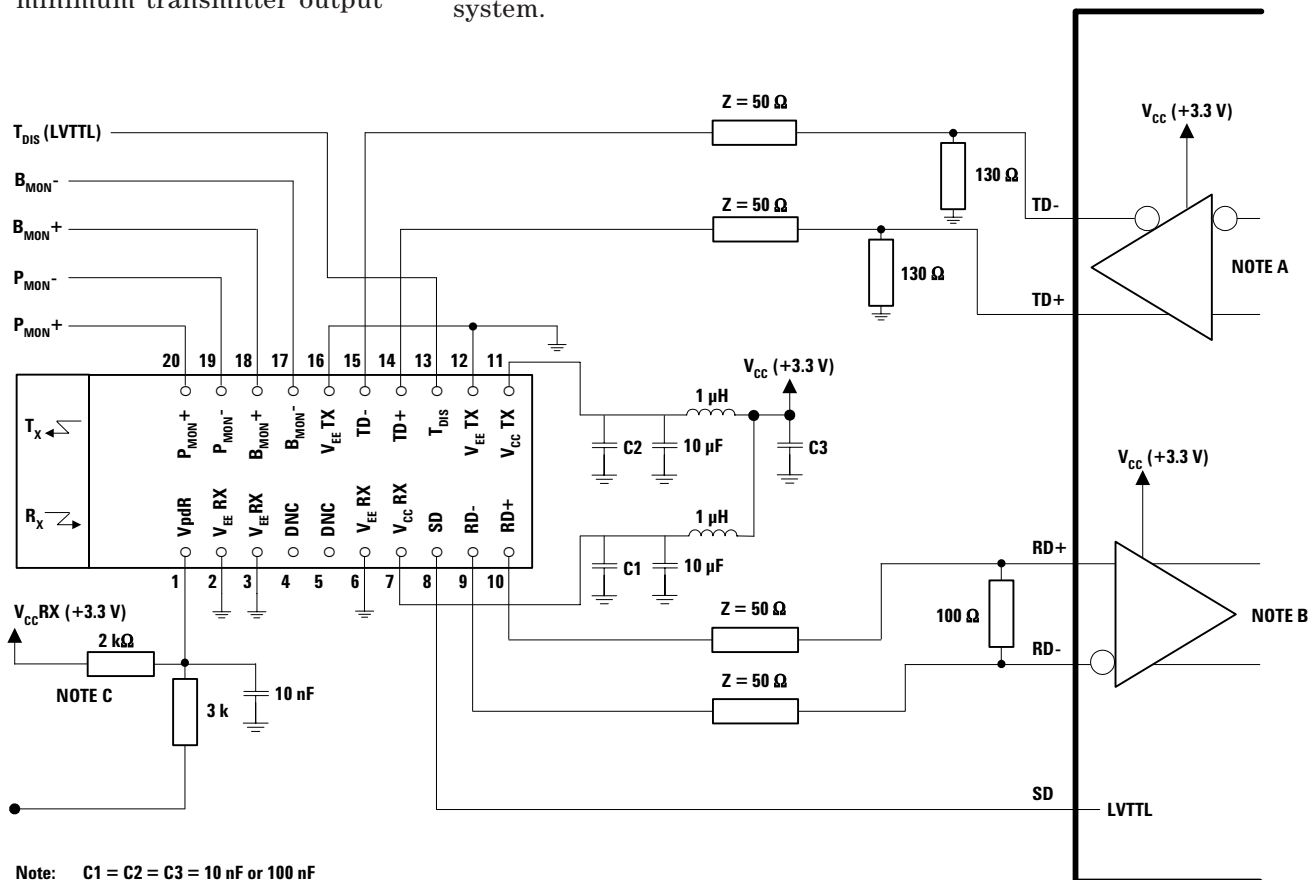 minimum transmitter output
system.
Z = 50 Ω
T_DIS (LVTTL)
V_CC (+3.3 V)
B_MON-
130 Ω
TD-
Z = 50 Ω
B_MON+
NOTE A
P_MON-
130 Ω
TD+
P_MON+
20 19 18 17 16 15 14 13 12 11
V_CC (+3.3 V)
1 µH
T_X
P_MON+
P_MON-
B_MON+
B_MON-
V_EE TX
TD-
TD+
T_DIS
V_EE TX
V_CC TX
C2
10 µF
C3
V_CC (+3.3 V)
R_X
VpdR
V_EE RX
V_EE RX
DNC
DNC
V_EE RX
V_CC RX
SD
RD-
RD+
1 µH
RD+
C1
10 µF
1 2 3 4 5 6 7 8 9 10
V_CC RX (+3.3 V)
Z = 50 Ω
100 Ω
NOTE B
2 kΩ
RD-
NOTE C
10 nF
Z = 50 Ω
3 k
SD
LVTTL
Note: C1 = C2 = C3 = 10 nF or 100 nF